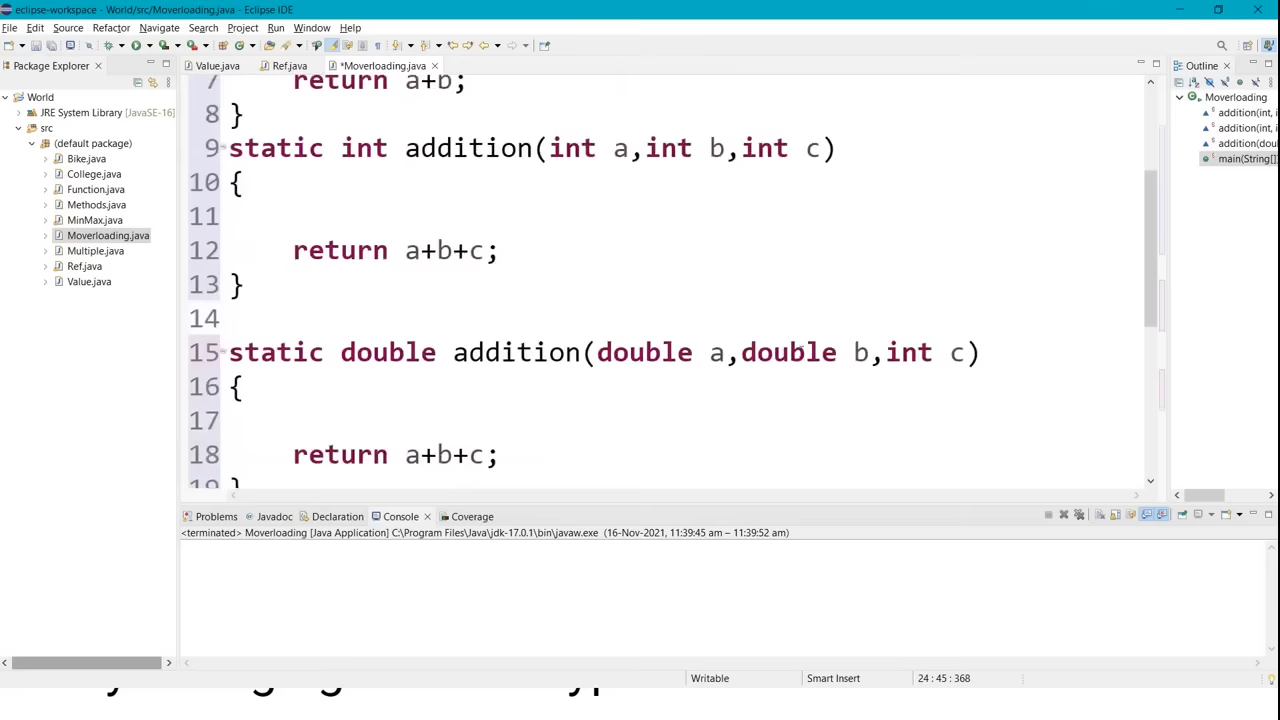 eclipse-workspace - World/src/Moverloading.java - Eclipse IDE
File Edit Source Refactor Navigate Search Project Run Window Help
Package Explorer
Value.java Ref.java *Moverloading.java
Outline
World
JRE System Library [JavaSE-16]
src
(default package)
Bike.java
College.java
Function.java
Methods.java
MinMax.java
Moverloading.java
Multiple.java
Ref.java
Value.java
7 return a+b;
8 }
9 static int addition(int a,int b,int c)
10 {
11
12 return a+b+c;
13 }
14
15 static double addition(double a,double b,int c)
16 {
17
18 return a+b+c;
19 }
Moverloading
addition(int, i
addition(int, i
addition(dou
main(String[]
Problems Javadoc Declaration Console Coverage
<terminated> Moverloading [Java Application] C:\Program Files\Java\jdk-17.0.1\bin\javaw.exe (16-Nov-2021, 11:39:45 am – 11:39:52 am)
Writable Smart Insert 24 : 45 : 368